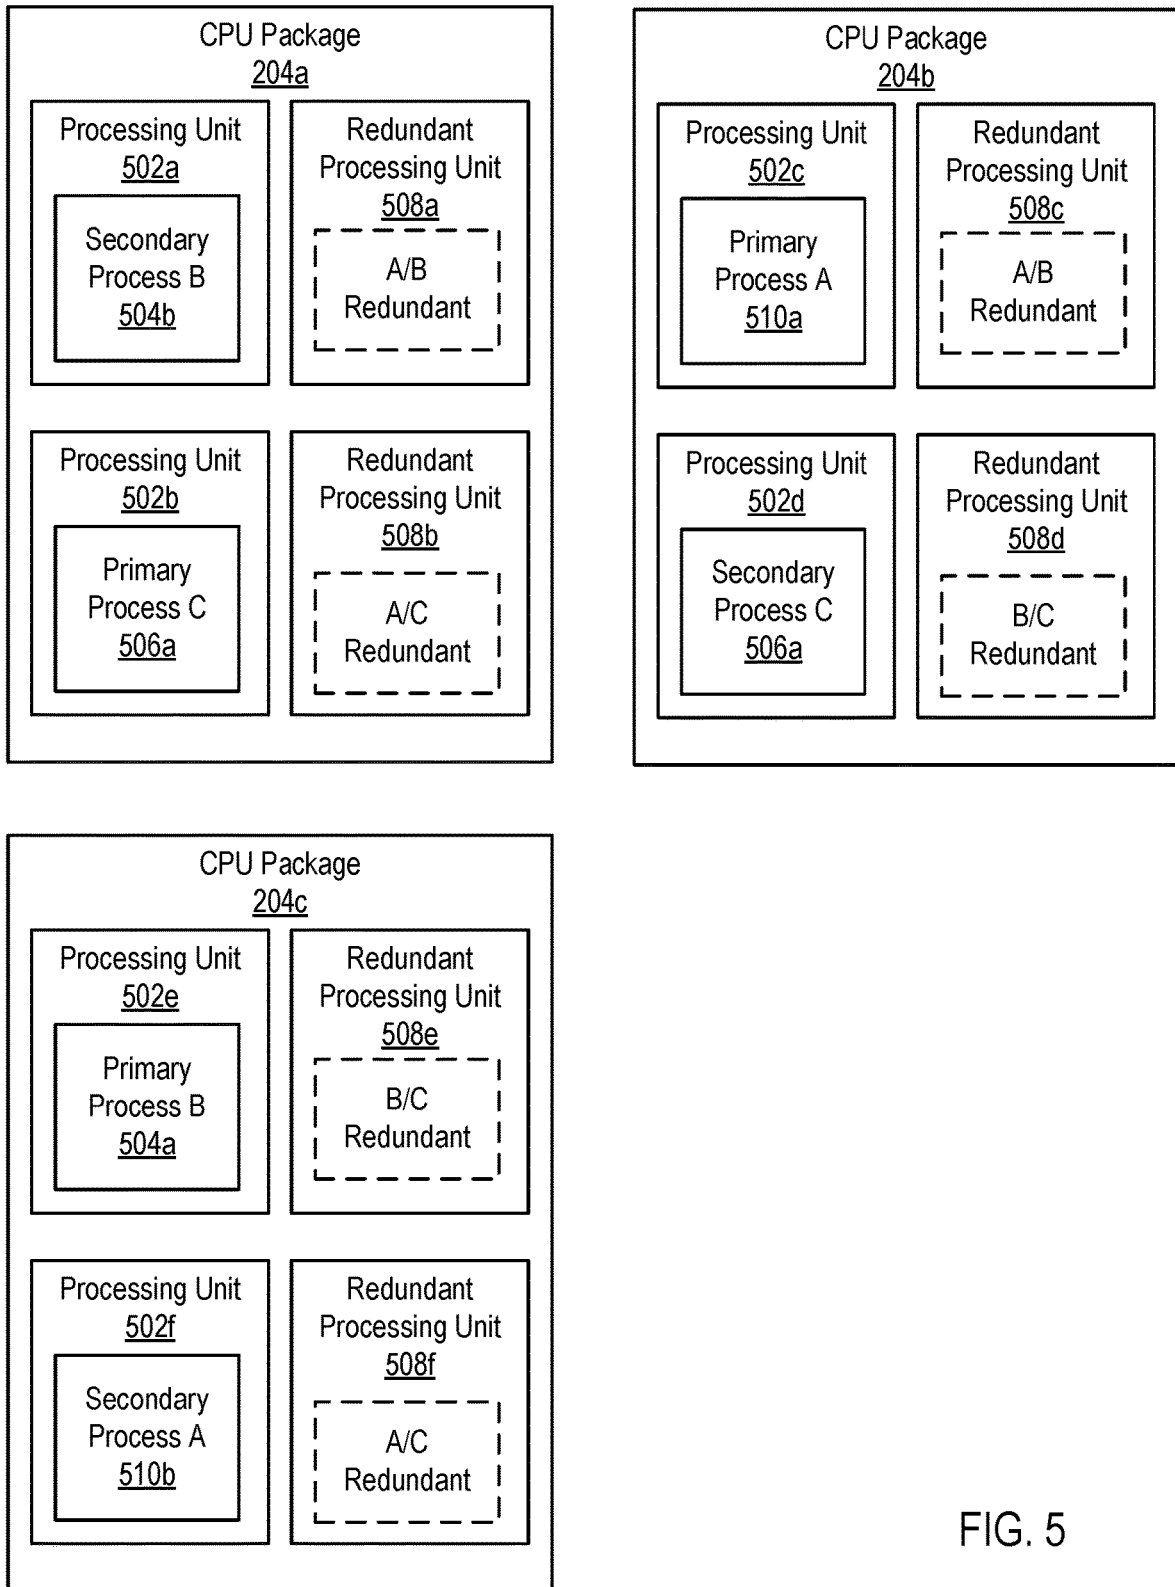 CPU Package
204a
Processing Unit
502a
Secondary
Process B
504b
Redundant
Processing Unit
508a
A/B
Redundant
Processing Unit
502b
Primary
Process C
506a
Redundant
Processing Unit
508b
A/C
Redundant
CPU Package
204b
Processing Unit
502c
Primary
Process A
510a
Redundant
Processing Unit
508c
A/B
Redundant
Processing Unit
502d
Secondary
Process C
506a
Redundant
Processing Unit
508d
B/C
Redundant
CPU Package
204c
Processing Unit
502e
Primary
Process B
504a
Redundant
Processing Unit
508e
B/C
Redundant
Processing Unit
502f
Secondary
Process A
510b
Redundant
Processing Unit
508f
A/C
Redundant
FIG. 5